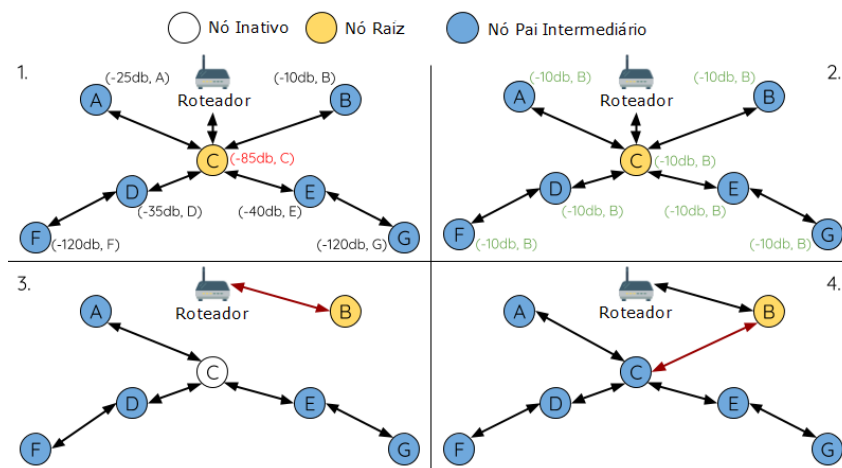 Nó Inativo Nó Raiz Nó Pai Intermediário
1.
(-25db, A) (-10db, B)
A B
Roteador
C (-85db, C)
D E
(-35db, D) (-40db, E)
F (-120db, F) (-120db, G) G
2.
(-10db, B) (-10db, B)
A B
Roteador
C (-10db, B)
D E
(-10db, B) (-10db, B)
F (-10db, B) (-10db, B) G
3.
A Roteador B
C
D E
F G
4.
A Roteador B
C
D E
F G